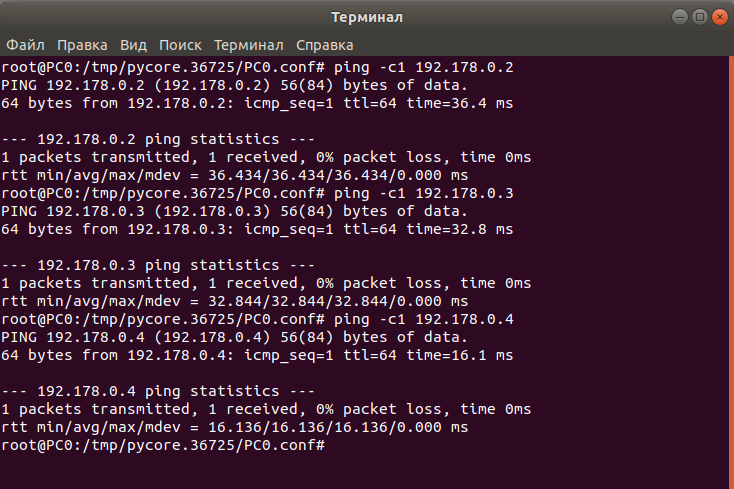 Терминал
Файл Правка Вид Поиск Терминал Справка
root@PC0:/tmp/pycore.36725/PC0.conf# ping -c1 192.178.0.2
PING 192.178.0.2 (192.178.0.2) 56(84) bytes of data.
64 bytes from 192.178.0.2: icmp_seq=1 ttl=64 time=36.4 ms
--- 192.178.0.2 ping statistics ---
1 packets transmitted, 1 received, 0% packet loss, time 0ms
rtt min/avg/max/mdev = 36.434/36.434/36.434/0.000 ms
root@PC0:/tmp/pycore.36725/PC0.conf# ping -c1 192.178.0.3
PING 192.178.0.3 (192.178.0.3) 56(84) bytes of data.
64 bytes from 192.178.0.3: icmp_seq=1 ttl=64 time=32.8 ms
--- 192.178.0.3 ping statistics ---
1 packets transmitted, 1 received, 0% packet loss, time 0ms
rtt min/avg/max/mdev = 32.844/32.844/32.844/0.000 ms
root@PC0:/tmp/pycore.36725/PC0.conf# ping -c1 192.178.0.4
PING 192.178.0.4 (192.178.0.4) 56(84) bytes of data.
64 bytes from 192.178.0.4: icmp_seq=1 ttl=64 time=16.1 ms
--- 192.178.0.4 ping statistics ---
1 packets transmitted, 1 received, 0% packet loss, time 0ms
rtt min/avg/max/mdev = 16.136/16.136/16.136/0.000 ms
root@PC0:/tmp/pycore.36725/PC0.conf#